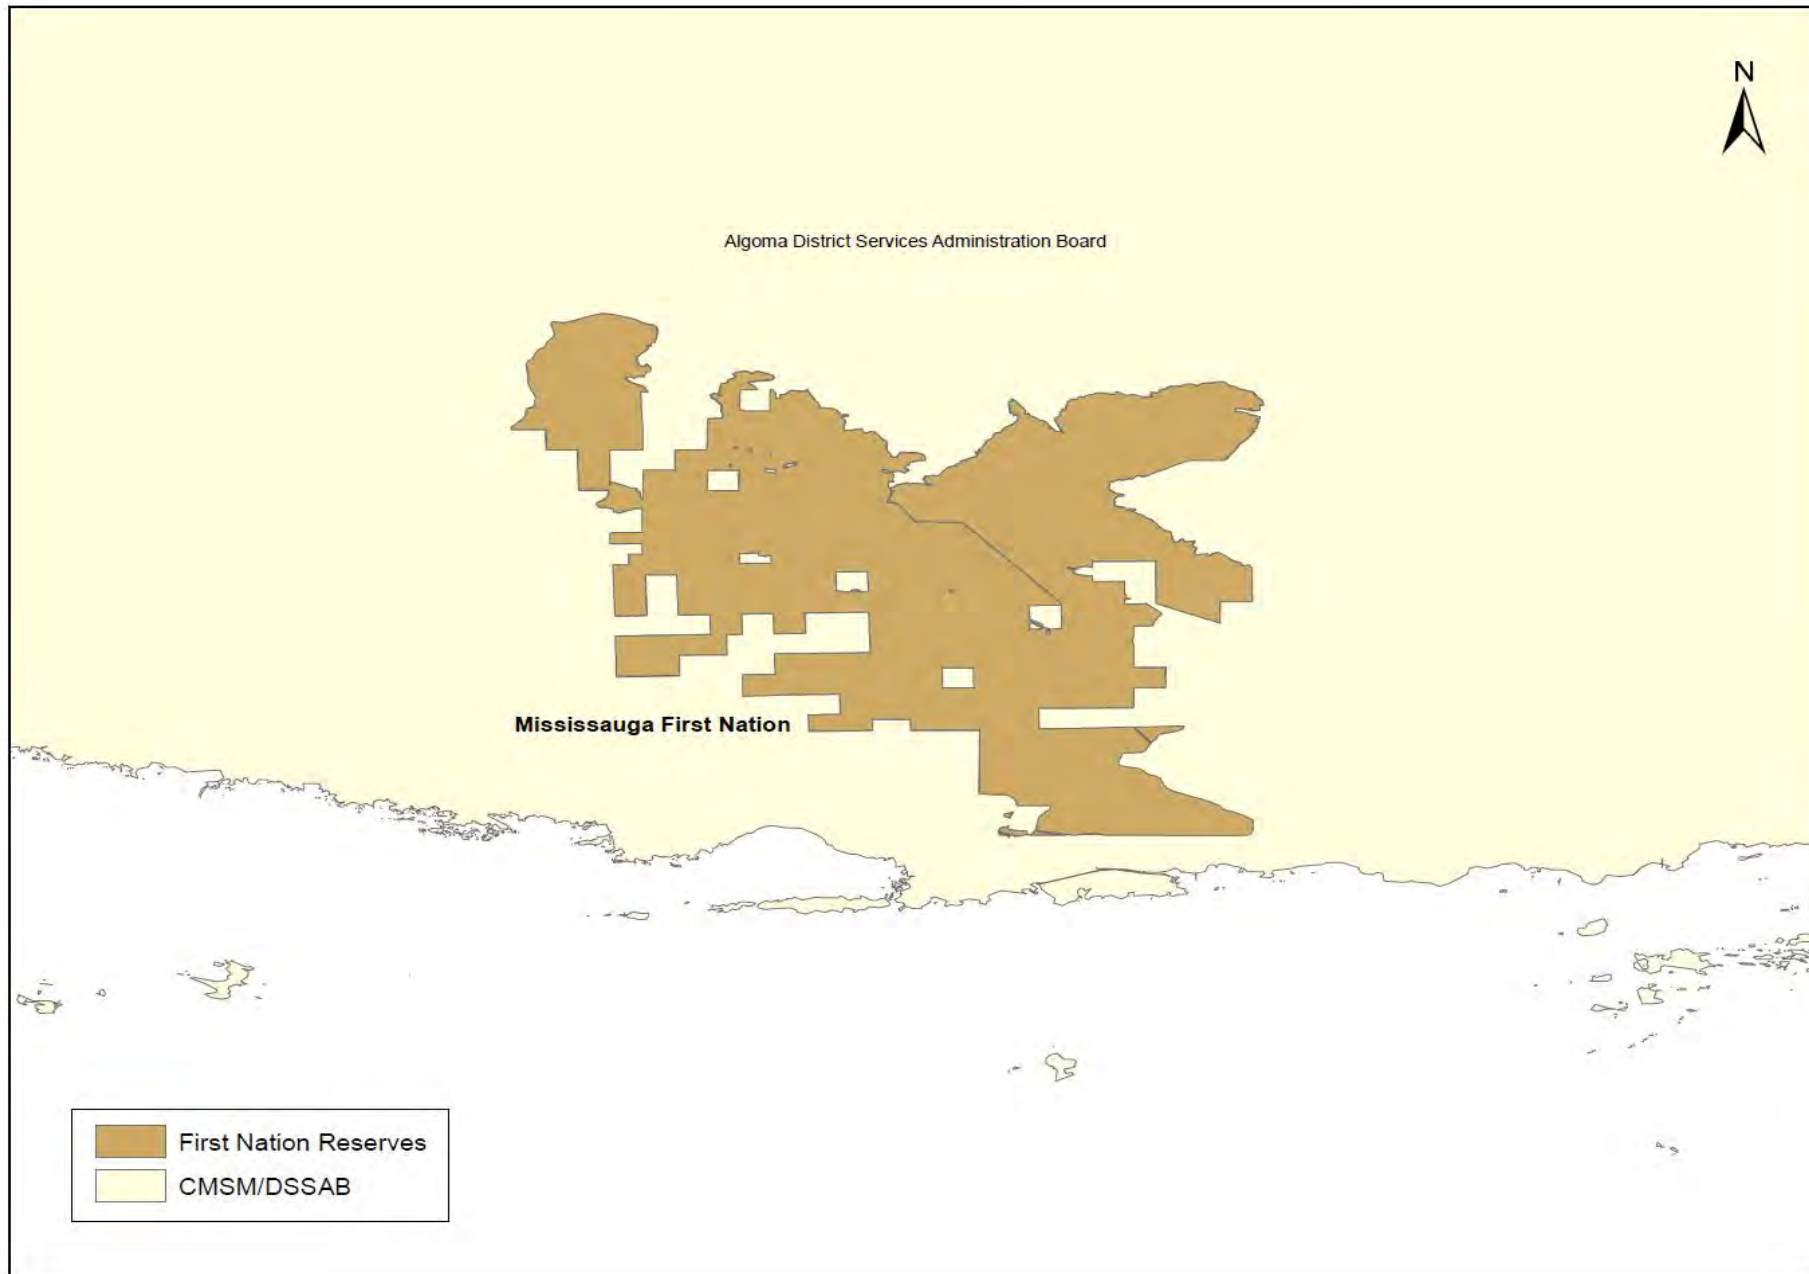 N
Algoma District Services Administration Board
Mississauga First Nation
First Nation Reserves
CMSM/DSSAB